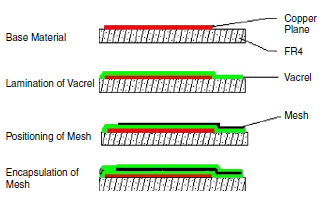 Copper
Plane
Base Material
FR4
Lamination of Vacrel
Vacrel
Mesh
Positioning of Mesh
Encapsulation of
Mesh